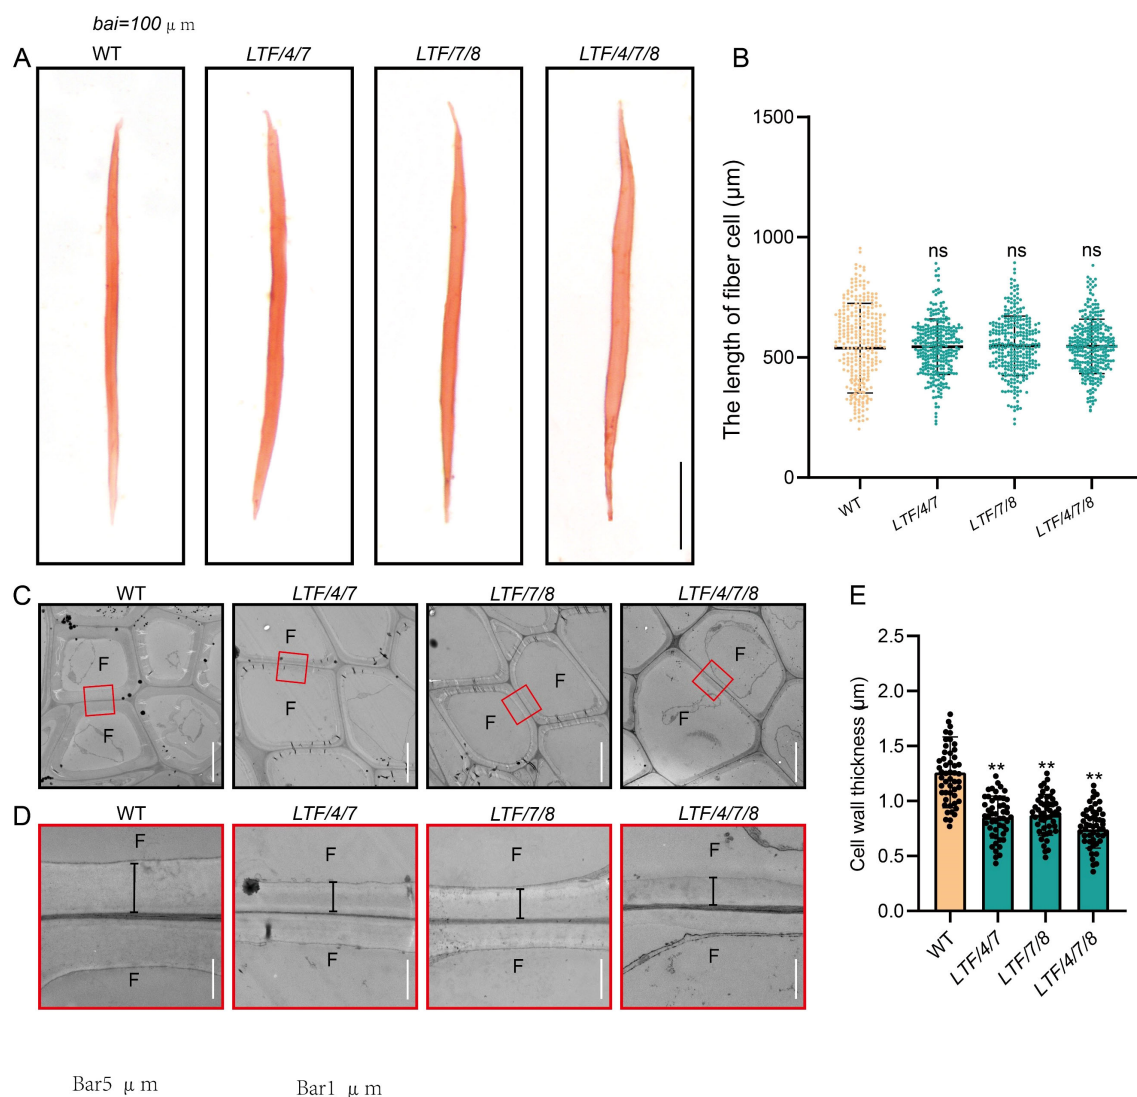 bai=100 μm
A
WT
LTF/4/7
LTF/7/8
LTF/4/7/8
B
The length of fiber cell (μm)
1500
1000
500
0
ns
ns
ns
WT
LTF/4/7
LTF/7/8
LTF/4/7/8
C
WT
LTF/4/7
LTF/7/8
LTF/4/7/8
F
F
F
F
F
F
F
F
D
WT
LTF/4/7
LTF/7/8
LTF/4/7/8
F
F
F
F
F
F
F
F
E
Cell wall thickness (μm)
2.5
2.0
1.5
1.0
0.5
0.0
**
**
**
WT
LTF/4/7
LTF/7/8
LTF/4/7/8
Bar5 μm
Bar1 μm